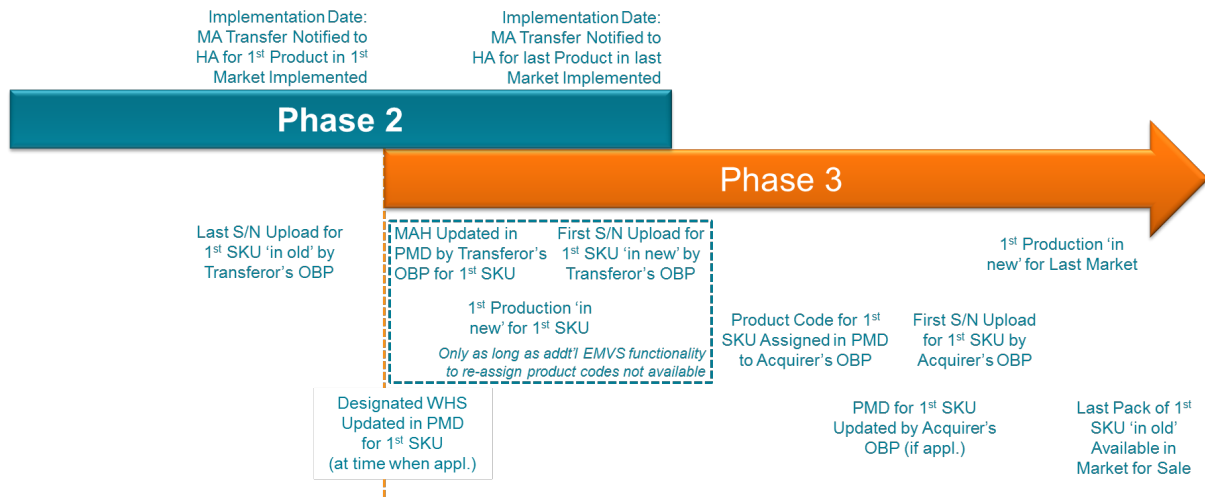 Implementation Date:
MA Transfer Notified to
HA for 1st Product in 1st
Market Implemented
Implementation Date:
MA Transfer Notified to
HA for last Product in last
Market Implemented
Phase 2
Phase 3
Last S/N Upload for
1st SKU ‘in old’ by
Transferor’s OBP
MAH Updated in
PMD by Transferor’s
OBP for 1st SKU
First S/N Upload for
1st SKU ‘in new’ by
Transferor’s OBP
1st Production ‘in
new’ for 1st SKU
Only as long as addt’l EMVS functionality
to re-assign product codes not available
1st Production ‘in
new’ for Last Market
Product Code for 1st
SKU Assigned in PMD
to Acquirer’s OBP
First S/N Upload
for 1st SKU by
Acquirer’s OBP
Designated WHS
Updated in PMD
for 1st SKU
(at time when appl.)
PMD for 1st SKU
Updated by Acquirer’s
OBP (if appl.)
Last Pack of 1st
SKU ‘in old’
Available in
Market for Sale